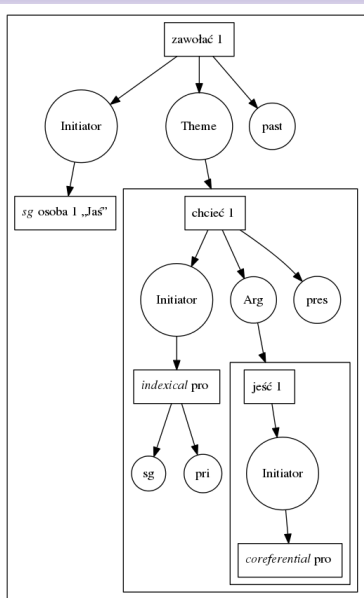 zawołać 1
Initiator Theme past
sg osoba 1 „Jaś”
chcieć 1
Initiator Arg pres
indexical pro jeść 1
sg pri Initiator
coreferential pro